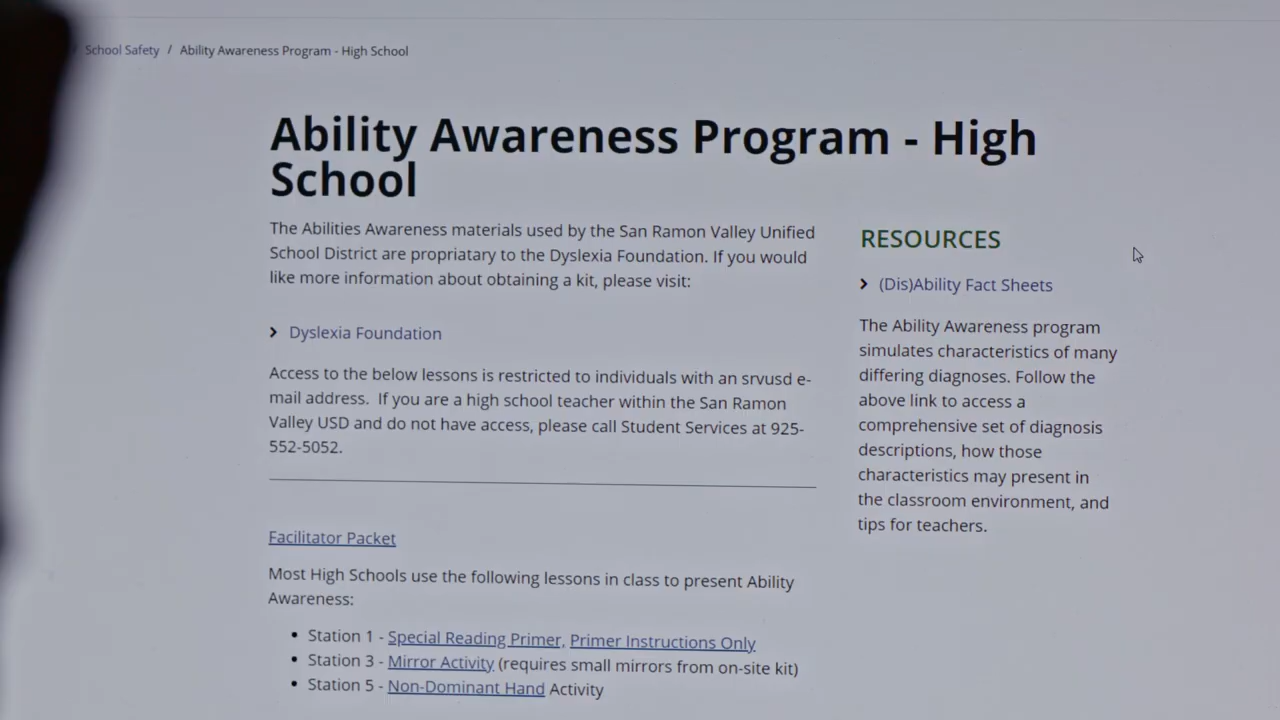 School Safety / Ability Awareness Program - High School
Ability Awareness Program - High
School
The Abilities Awareness materials used by the San Ramon Valley Unified
School District are propriatary to the Dyslexia Foundation. If you would
like more information about obtaining a kit, please visit:
Dyslexia Foundation
Access to the below lessons is restricted to individuals with an srvusd e-
mail address. If you are a high school teacher within the San Ramon
Valley USD and do not have access, please call Student Services at 925-
552-5052.
Facilitator Packet
Most High Schools use the following lessons in class to present Ability
Awareness:
• Station 1 - Special Reading Primer, Primer Instructions Only
• Station 3 - Mirror Activity (requires small mirrors from on-site kit)
• Station 5 - Non-Dominant Hand Activity
RESOURCES
(Dis)Ability Fact Sheets
The Ability Awareness program
simulates characteristics of many
differing diagnoses. Follow the
above link to access a
comprehensive set of diagnosis
descriptions, how those
characteristics may present in
the classroom environment, and
tips for teachers.